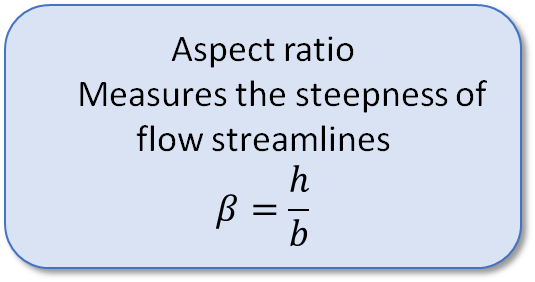 Aspect ratio
Measures the steepness of
flow streamlines
β = h/b